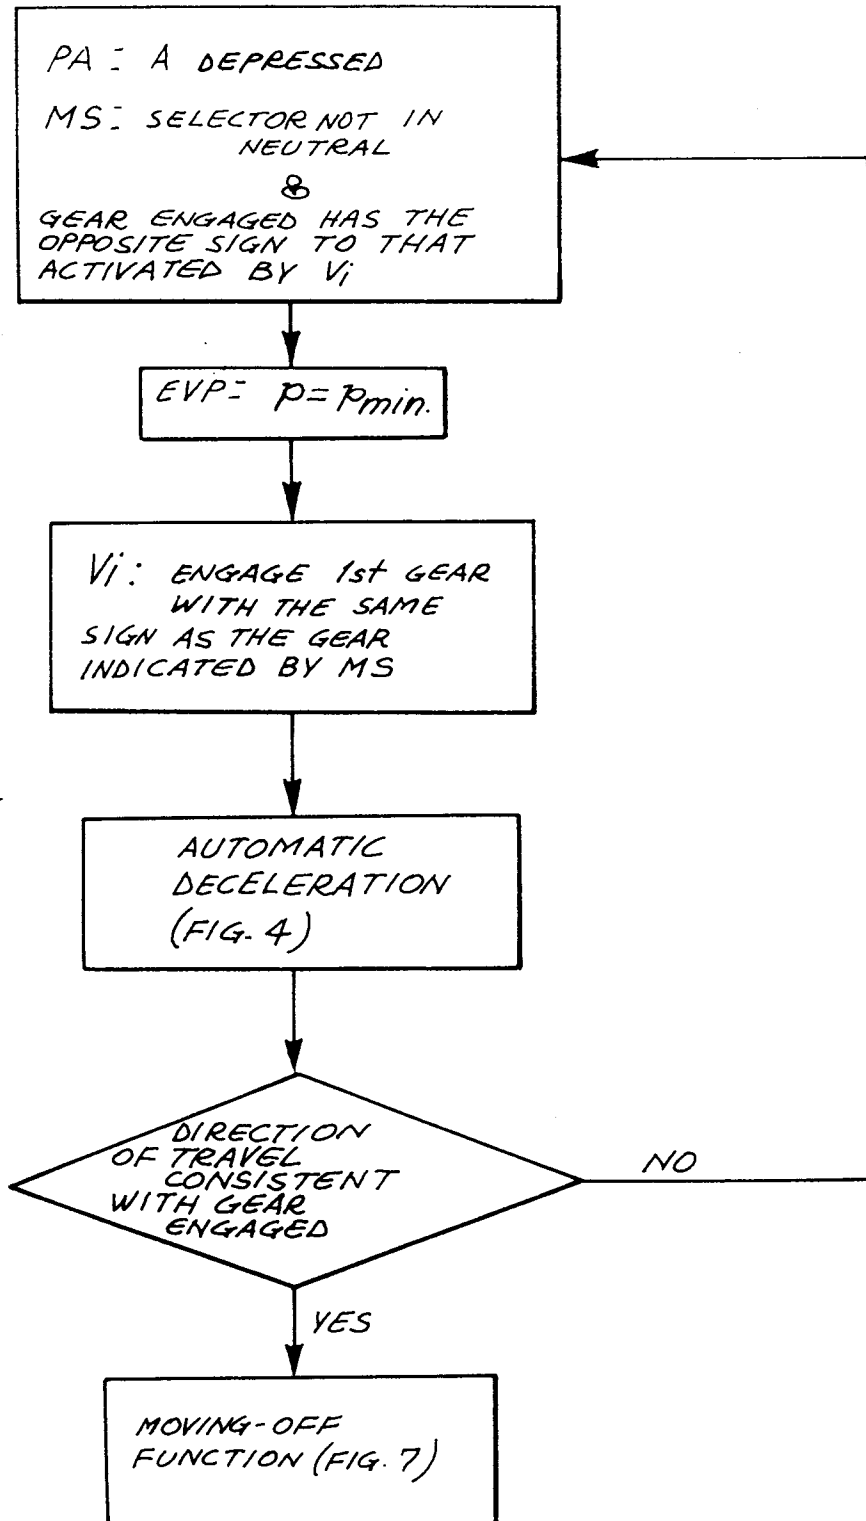 PA: A DEPRESSED
MS: SELECTOR NOT IN
NEUTRAL
&
GEAR ENGAGED HAS THE
OPPOSITE SIGN TO THAT
ACTIVATED BY Vi
EVP: p=pmin.
Vi: ENGAGE 1st GEAR
WITH THE SAME
SIGN AS THE GEAR
INDICATED BY MS
AUTOMATIC
DECELERATION
(FIG. 4)
DIRECTION
OF TRAVEL
CONSISTENT
WITH GEAR
ENGAGED
NO
YES
MOVING-OFF
FUNCTION (FIG. 7)